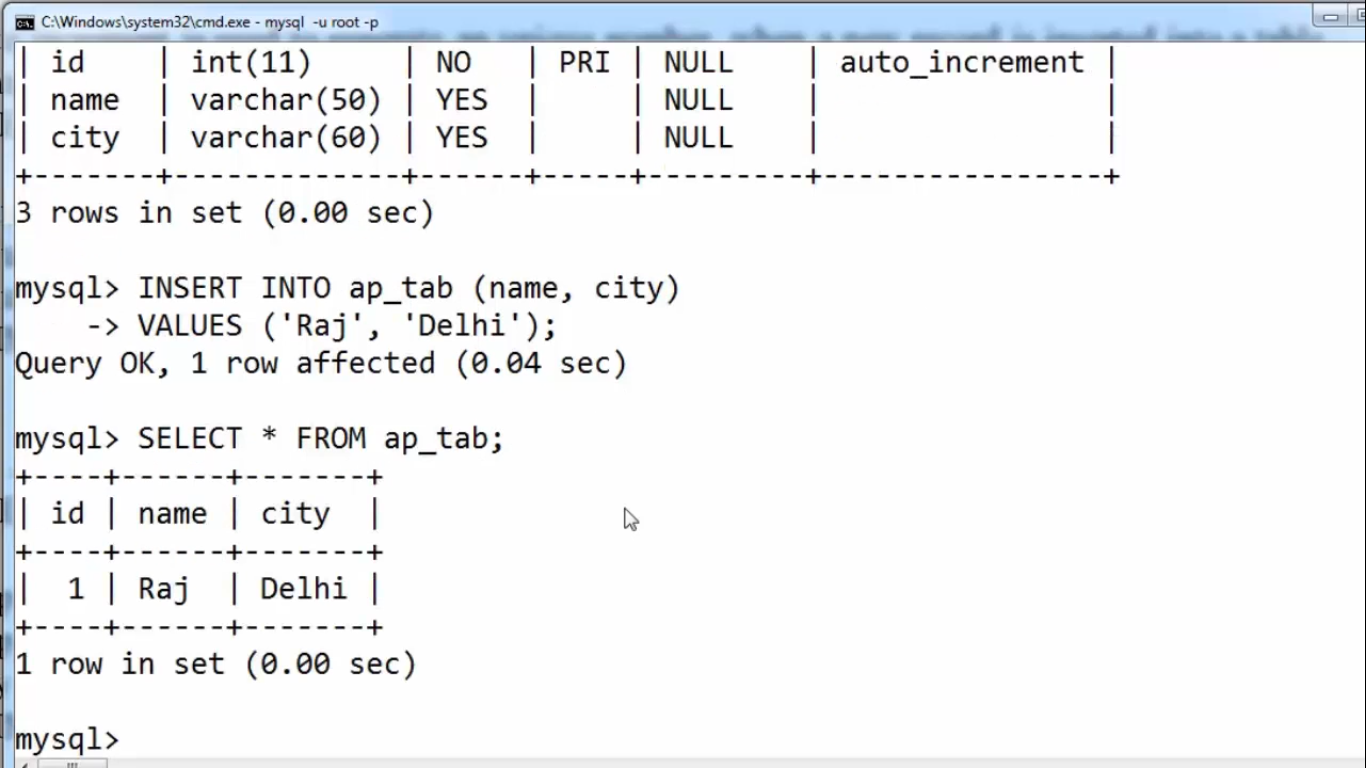 C:\Windows\system32\cmd.exe - mysql -u root -p
| id    | int(11)     | NO   | PRI | NULL    | auto_increment |
| name  | varchar(50) | YES  |     | NULL    |                |
| city  | varchar(60) | YES  |     | NULL    |                |
+-------+-------------+------+-----+---------+----------------+
3 rows in set (0.00 sec)
mysql> INSERT INTO ap_tab (name, city)
    -> VALUES ('Raj', 'Delhi');
Query OK, 1 row affected (0.04 sec)
mysql> SELECT * FROM ap_tab;
+----+------+-------+
| id | name | city  |
+----+------+-------+
|  1 | Raj  | Delhi |
+----+------+-------+
1 row in set (0.00 sec)
mysql>